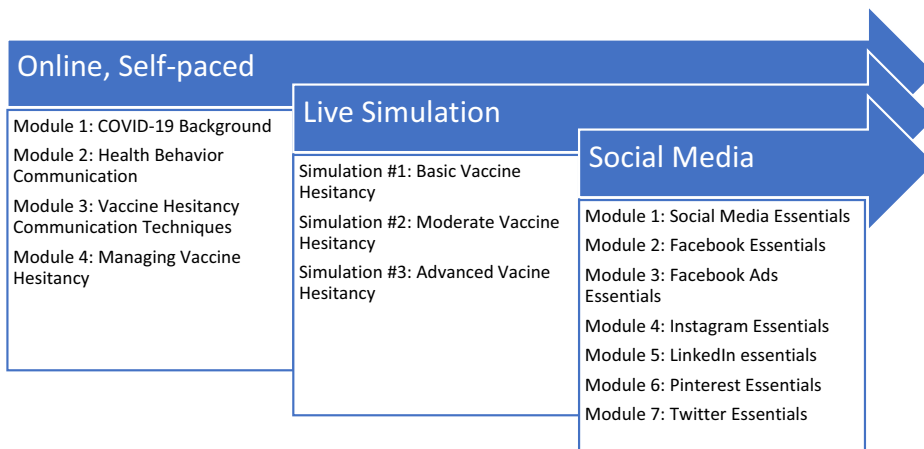 Online, Self-paced
Module 1: COVID-19 Background
Module 2: Health Behavior
Communication
Module 3: Vaccine Hesitancy
Communication Techniques
Module 4: Managing Vaccine
Hesitancy
Live Simulation
Simulation #1: Basic Vaccine
Hesitancy
Simulation #2: Moderate Vaccine
Hesitancy
Simulation #3: Advanced Vacine
Hesitancy
Social Media
Module 1: Social Media Essentials
Module 2: Facebook Essentials
Module 3: Facebook Ads
Essentials
Module 4: Instagram Essentials
Module 5: LinkedIn essentials
Module 6: Pinterest Essentials
Module 7: Twitter Essentials